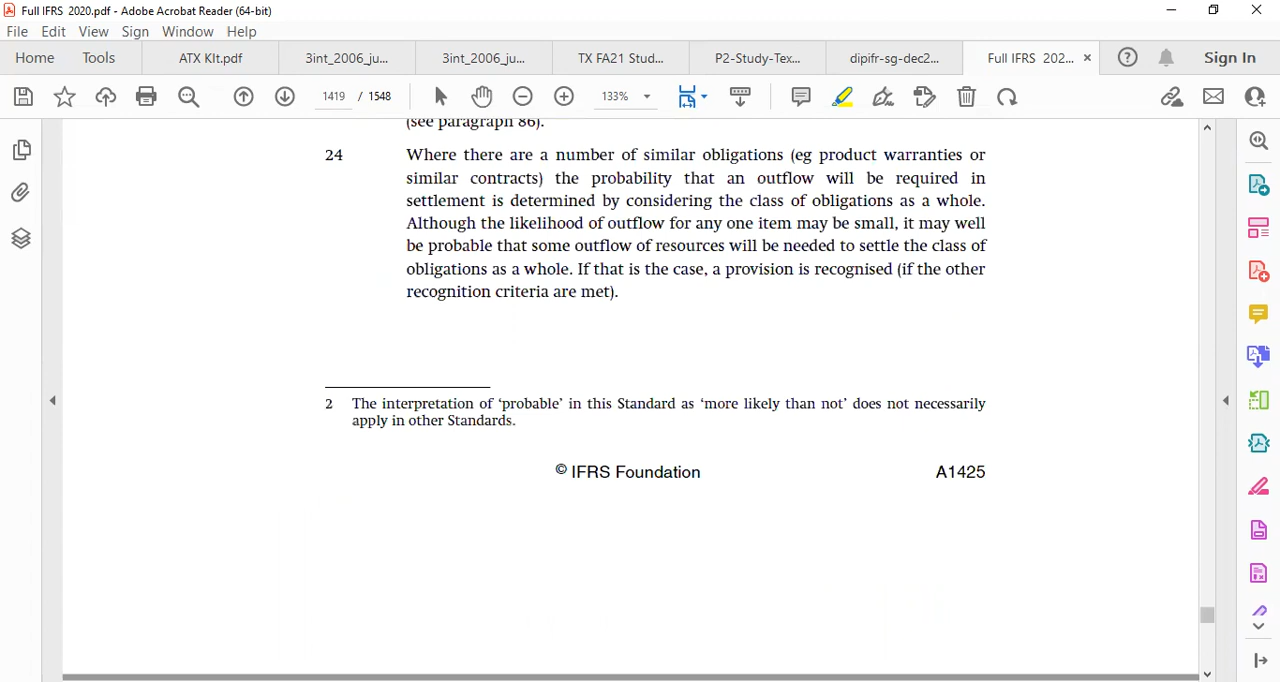 Full IFRS 2020.pdf - Adobe Acrobat Reader (64-bit)
File Edit View Sign Window Help
Home Tools ATX KIt.pdf 3int_2006_ju... 3int_2006_ju... TX FA21 Stud... P2-Study-Tex... dipifr-sg-dec2... Full IFRS 202... × Sign In
1419 / 1548 133%
(see paragraph 86).
24 Where there are a number of similar obligations (eg product warranties or
similar contracts) the probability that an outflow will be required in
settlement is determined by considering the class of obligations as a whole.
Although the likelihood of outflow for any one item may be small, it may well
be probable that some outflow of resources will be needed to settle the class of
obligations as a whole. If that is the case, a provision is recognised (if the other
recognition criteria are met).
2 The interpretation of ‘probable’ in this Standard as ‘more likely than not’ does not necessarily
apply in other Standards.
© IFRS Foundation A1425